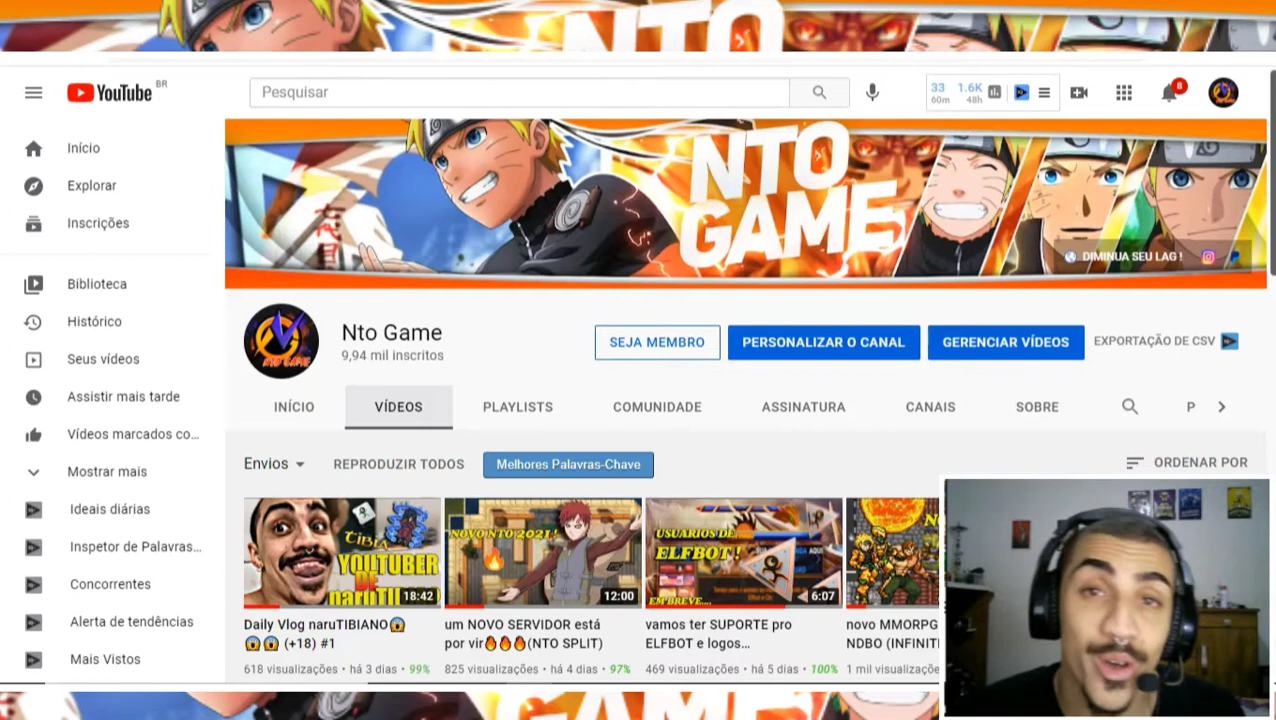 NTO
YouTube BR
Pesquisar
33 1.6K
60m 48h
8
Início
Explorar
Inscrições
Biblioteca
Histórico
Seus vídeos
Assistir mais tarde
Vídeos marcados co...
Mostrar mais
Ideais diárias
Inspetor de Palavras...
Concorrentes
Alerta de tendências
Mais Vistos
NTO
GAME
DIMINUA SEU LAG !
Nto Game
9,94 mil inscritos
SEJA MEMBRO
PERSONALIZAR O CANAL
GERENCIAR VÍDEOS
EXPORTAÇÃO DE CSV
INÍCIO
VÍDEOS
PLAYLISTS
COMUNIDADE
ASSINATURA
CANAIS
SOBRE
P
Envios
REPRODUZIR TODOS
Melhores Palavras-Chave
ORDENAR POR
TIBIA
YOUTUBER
DE
naruTI
18:42
Daily Vlog naruTIBIANO😱
😱😱 (+18) #1
618 visualizações • há 3 dias • 99%
NOVO NTO 2021!
12:00
um NOVO SERVIDOR está
por vir🔥🔥🔥(NTO SPLIT)
825 visualizações • há 4 dias • 97%
USUARIOS DE
ELFBOT !
EM BREVE....
6:07
vamos ter SUPORTE pro
ELFBOT e logos...
469 visualizações • há 5 dias • 100%
novo MMORPG
NDBO (INFINITI
1 mil visualizações
GAME